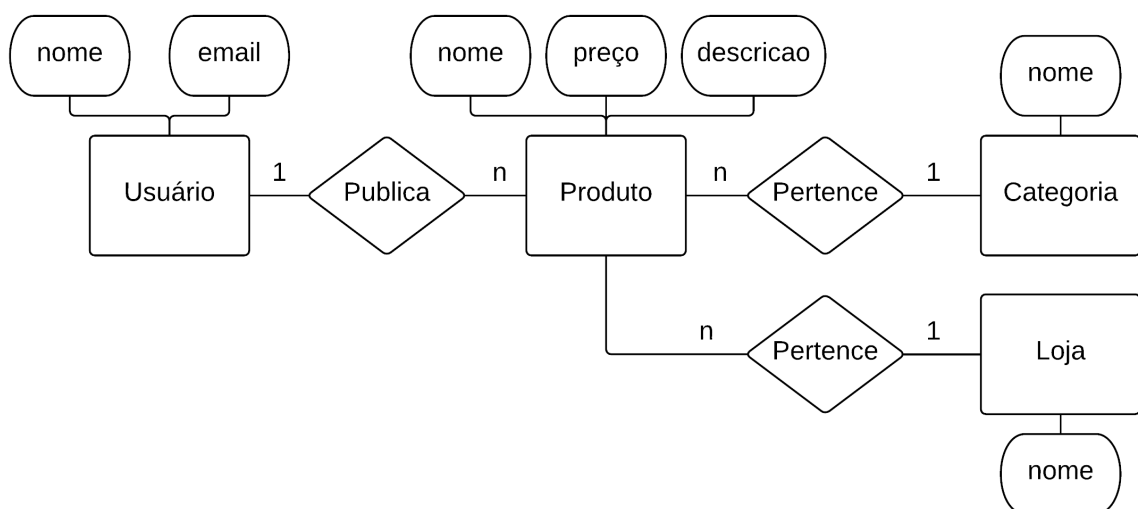 nome
email
nome
preço
descricao
nome
Usuário
1
Publica
n
Produto
n
Pertence
1
Categoria
n
Pertence
1
Loja
nome